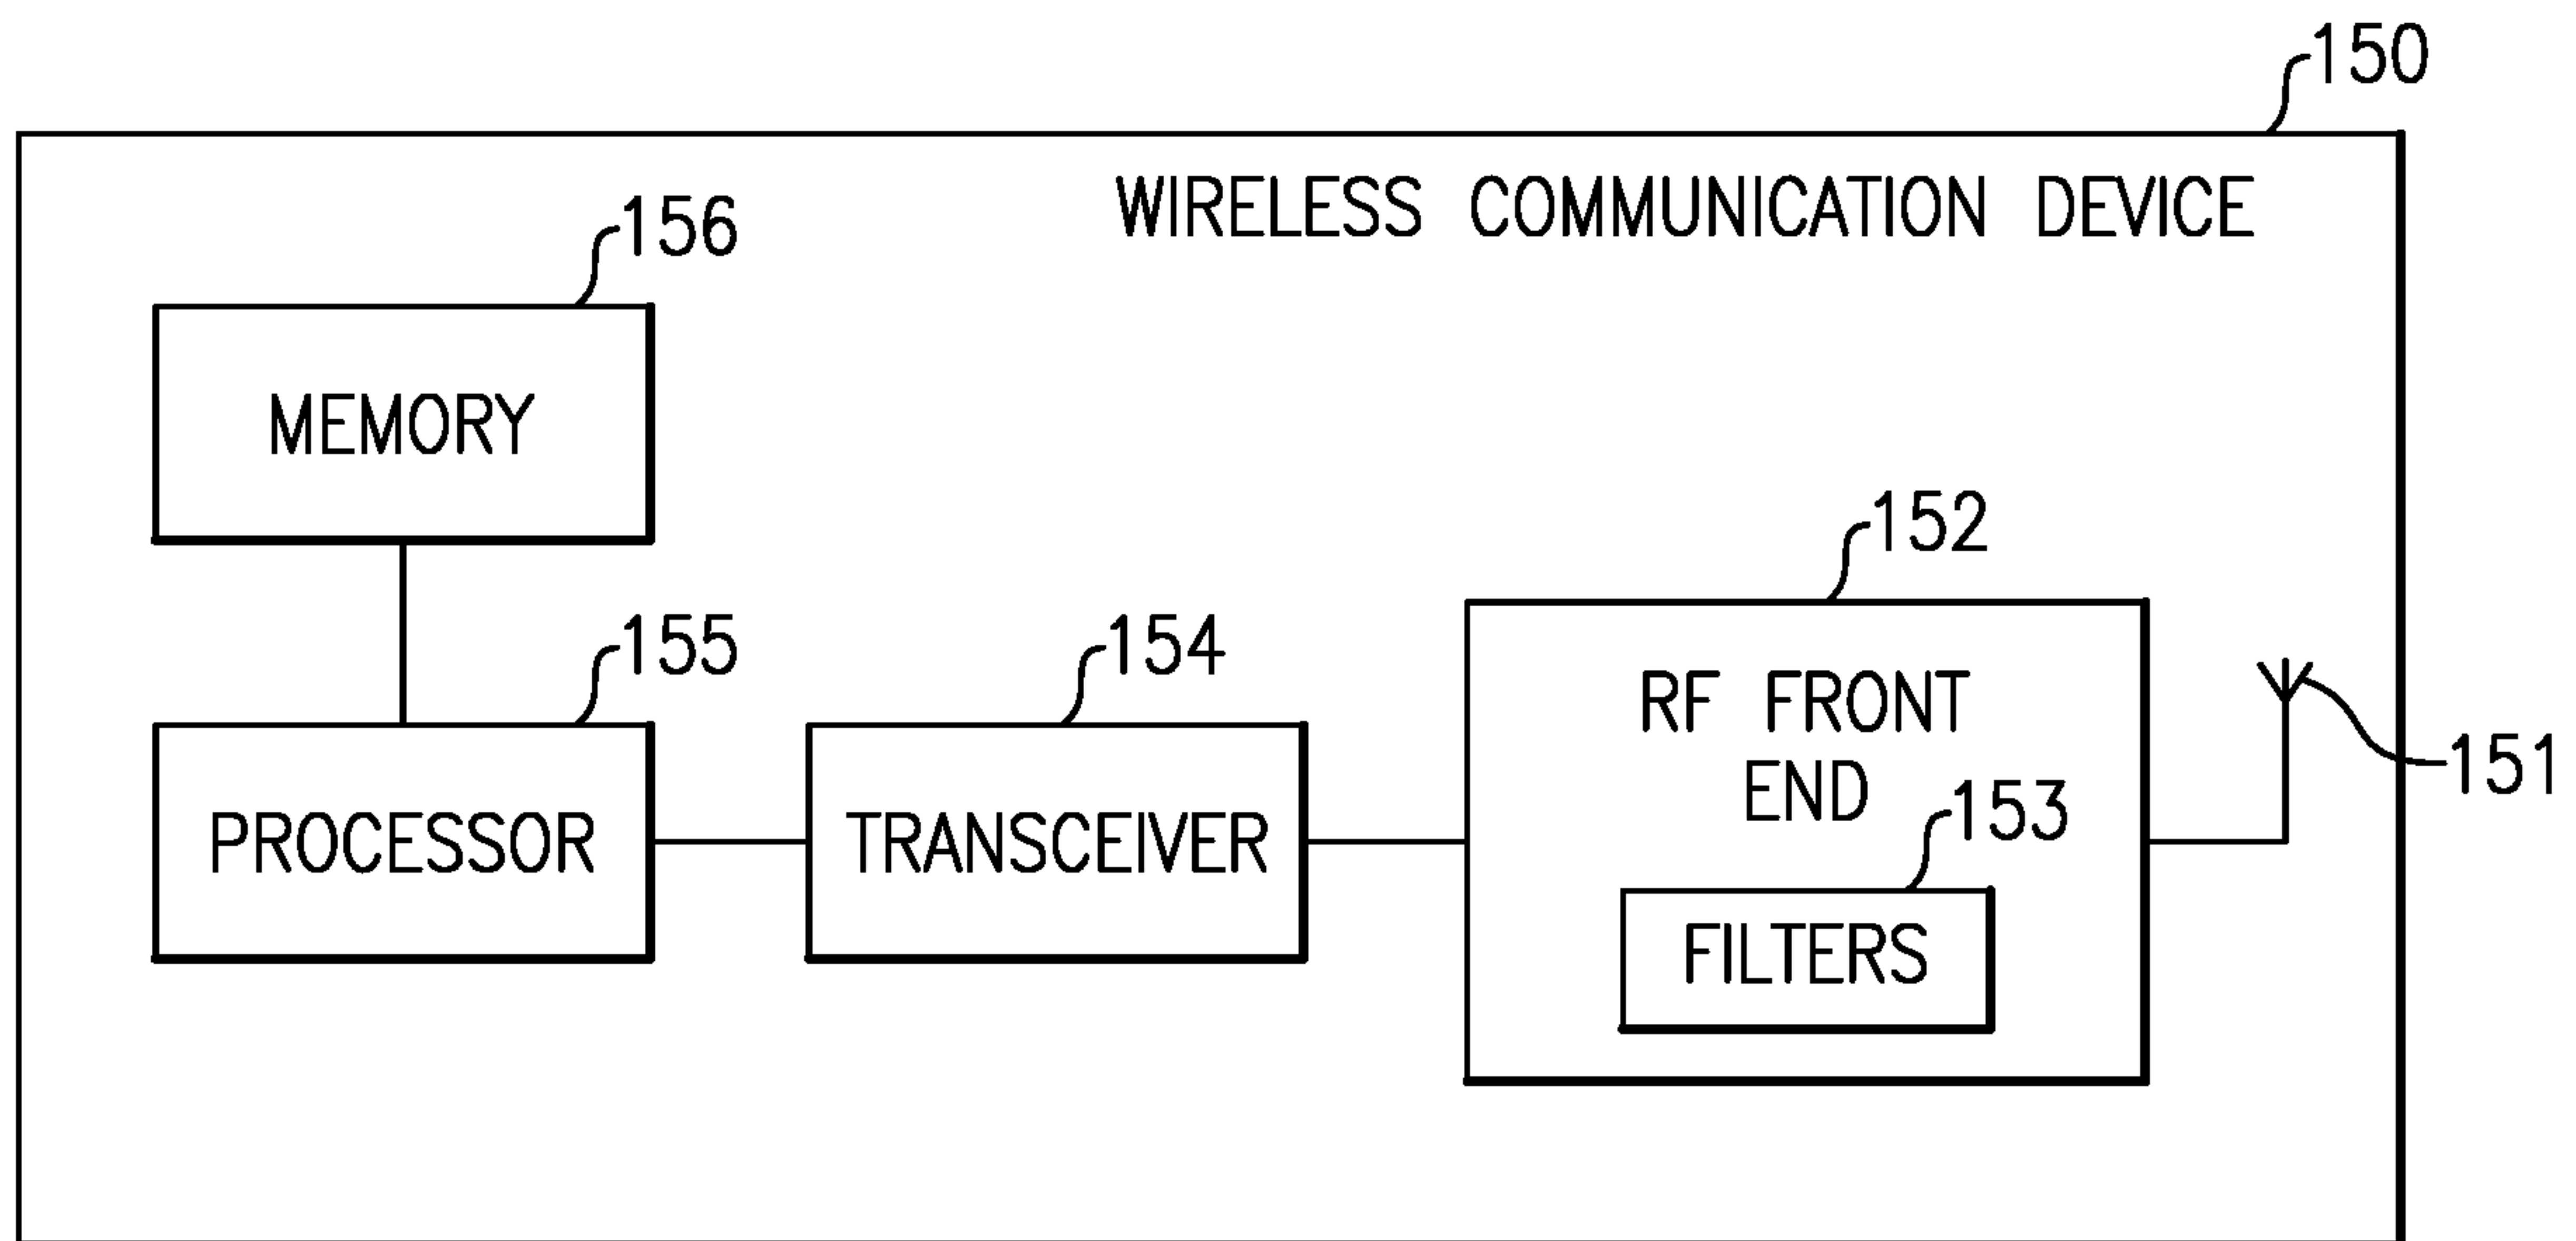 150
WIRELESS COMMUNICATION DEVICE
156
MEMORY
152
155
154
RF FRONT
END
151
153
PROCESSOR
TRANSCEIVER
FILTERS